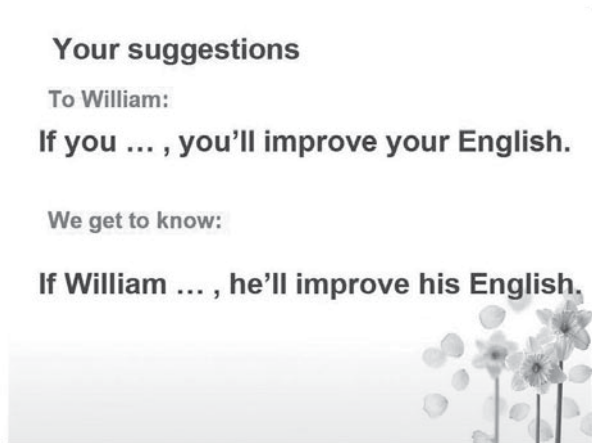 Your suggestions
To William:
If you … , you’ll improve your English.
We get to know:
If William … , he’ll improve his English.